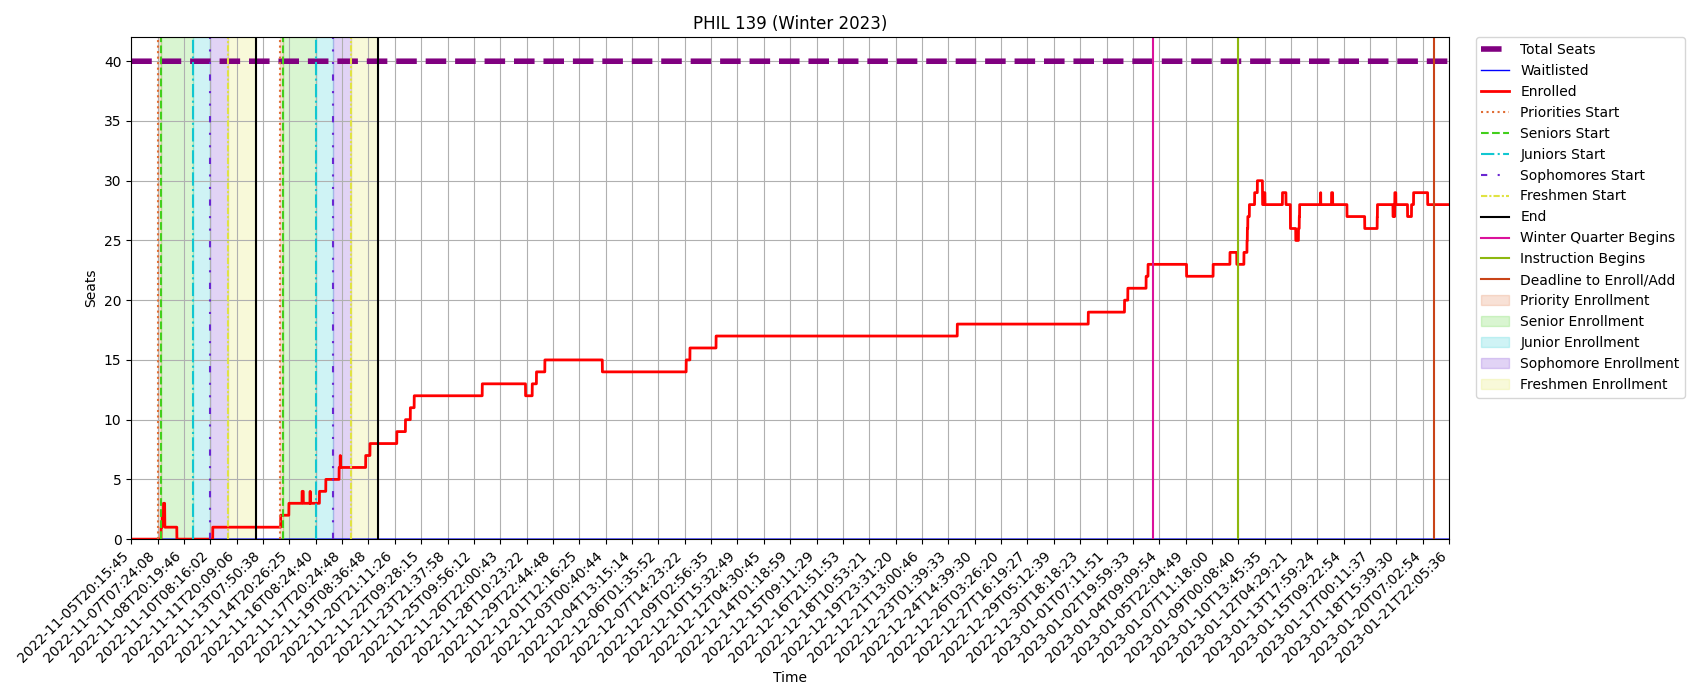 PHIL 139 (Winter 2023)
Seats
40
35
30
25
20
15
10
5
0
2022-11-05T20:15:45
2022-11-07T07:24:08
2022-11-08T20:19:46
2022-11-10T08:16:02
2022-11-11T20:09:06
2022-11-13T07:50:38
2022-11-14T20:26:25
2022-11-16T08:24:40
2022-11-17T20:24:48
2022-11-19T08:36:48
2022-11-20T21:11:26
2022-11-22T09:28:15
2022-11-23T21:37:58
2022-11-25T09:56:12
2022-11-26T22:00:43
2022-11-28T10:23:22
2022-11-29T22:44:48
2022-12-01T12:16:25
2022-12-03T00:40:44
2022-12-04T13:15:14
2022-12-06T01:35:52
2022-12-07T14:23:22
2022-12-09T02:56:35
2022-12-10T15:32:49
2022-12-12T04:30:45
2022-12-14T01:18:59
2022-12-15T09:11:29
2022-12-16T21:51:53
2022-12-18T10:53:21
2022-12-19T23:31:20
2022-12-21T13:00:46
2022-12-23T01:39:33
2022-12-24T14:39:30
2022-12-26T03:26:20
2022-12-27T16:19:27
2022-12-29T05:12:39
2022-12-30T18:18:23
2023-01-01T07:11:51
2023-01-02T19:59:33
2023-01-04T09:09:54
2023-01-05T22:04:49
2023-01-07T11:18:00
2023-01-09T00:08:40
2023-01-10T13:45:35
2023-01-12T04:29:21
2023-01-13T17:59:24
2023-01-15T09:22:54
2023-01-17T00:11:37
2023-01-18T15:39:30
2023-01-20T07:02:54
2023-01-21T22:05:36
Time
Total Seats
Waitlisted
Enrolled
Priorities Start
Seniors Start
Juniors Start
Sophomores Start
Freshmen Start
End
Winter Quarter Begins
Instruction Begins
Deadline to Enroll/Add
Priority Enrollment
Senior Enrollment
Junior Enrollment
Sophomore Enrollment
Freshmen Enrollment